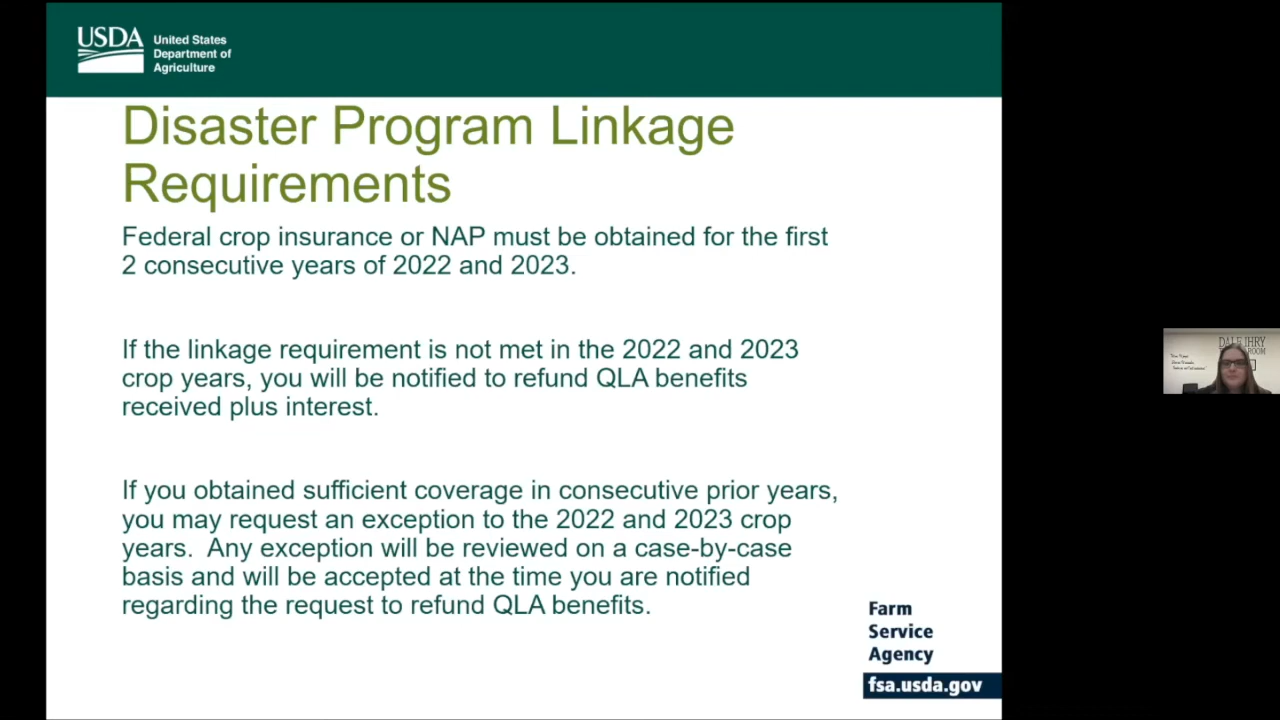 USDA
United States
Department of
Agriculture
Disaster Program Linkage
Requirements
Federal crop insurance or NAP must be obtained for the first
2 consecutive years of 2022 and 2023.
If the linkage requirement is not met in the 2022 and 2023
crop years, you will be notified to refund QLA benefits
received plus interest.
If you obtained sufficient coverage in consecutive prior years,
you may request an exception to the 2022 and 2023 crop
years.  Any exception will be reviewed on a case-by-case
basis and will be accepted at the time you are notified
regarding the request to refund QLA benefits.
Farm
Service
Agency
fsa.usda.gov